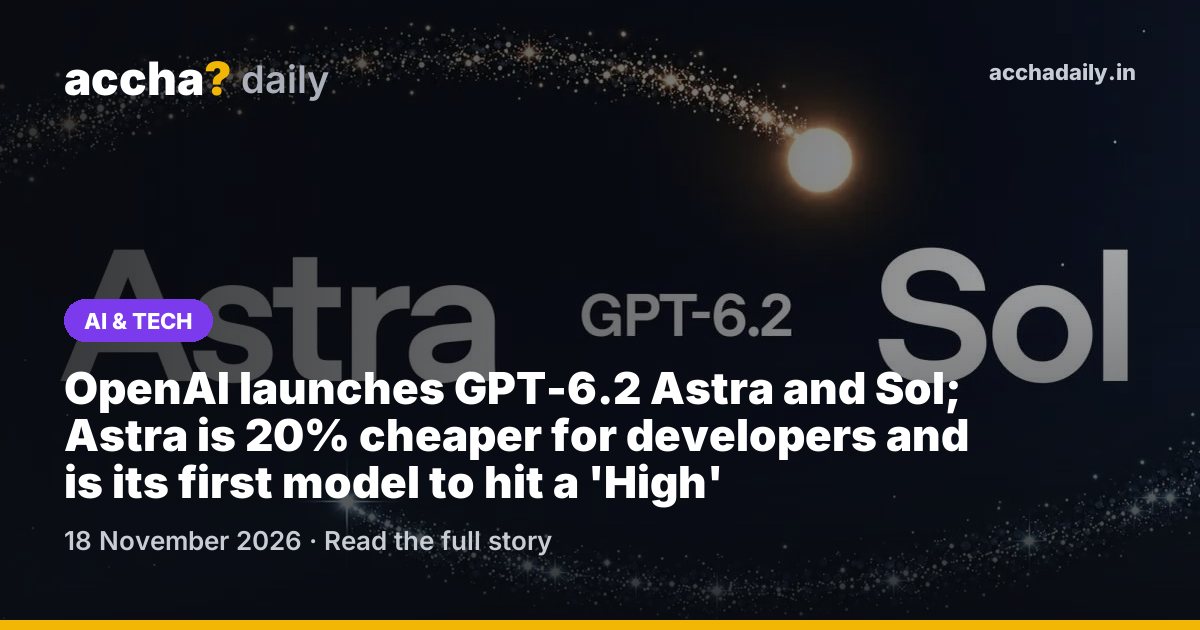 accha? daily
acchadaily.in
Astra GPT-6.2 Sol
AI & TECH
OpenAI launches GPT-6.2 Astra and Sol;
Astra is 20% cheaper for developers and
is its first model to hit a 'High'
18 November 2026 · Read the full story